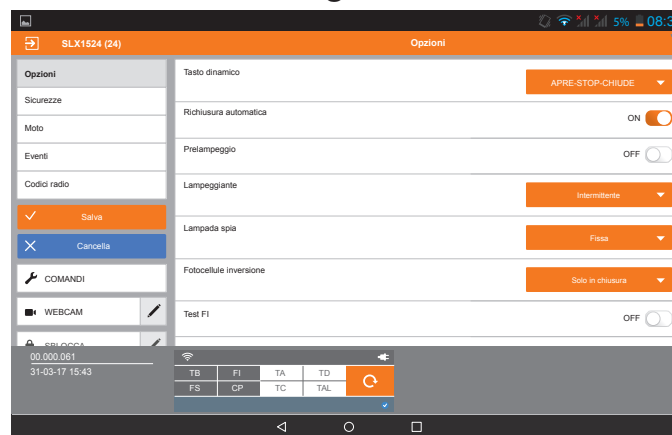 5% 08:3
SLX1524 (24)
Opzioni
Opzioni
Sicurezze
Moto
Eventi
Codici radio
Salva
Cancella
COMANDI
WEBCAM
SBLOCCA
00.000.061
31-03-17 15:43
Tasto dinamico
APRE-STOP-CHIUDE
Richiusura automatica
ON
Prelampeggio
OFF
Lampeggiante
Intermittente
Lampada spia
Fissa
Fotocellule inversione
Solo in chiusura
Test FI
OFF
TB FI TA TD
FS CP TC TAL